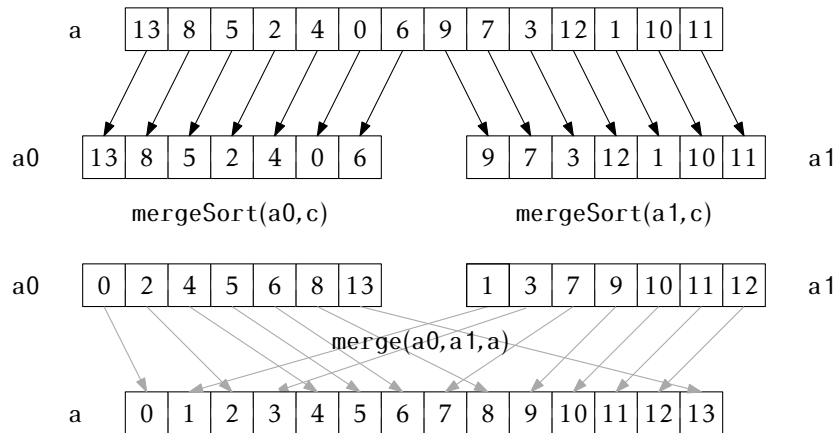 a 13 8 5 2 4 0 6 9 7 3 12 1 10 11
a0 13 8 5 2 4 0 6 9 7 3 12 1 10 11 a1
mergeSort(a0,c) mergeSort(a1,c)
a0 0 2 4 5 6 8 13 1 3 7 9 10 11 12 a1
merge(a0,a1,a)
a 0 1 2 3 4 5 6 7 8 9 10 11 12 13